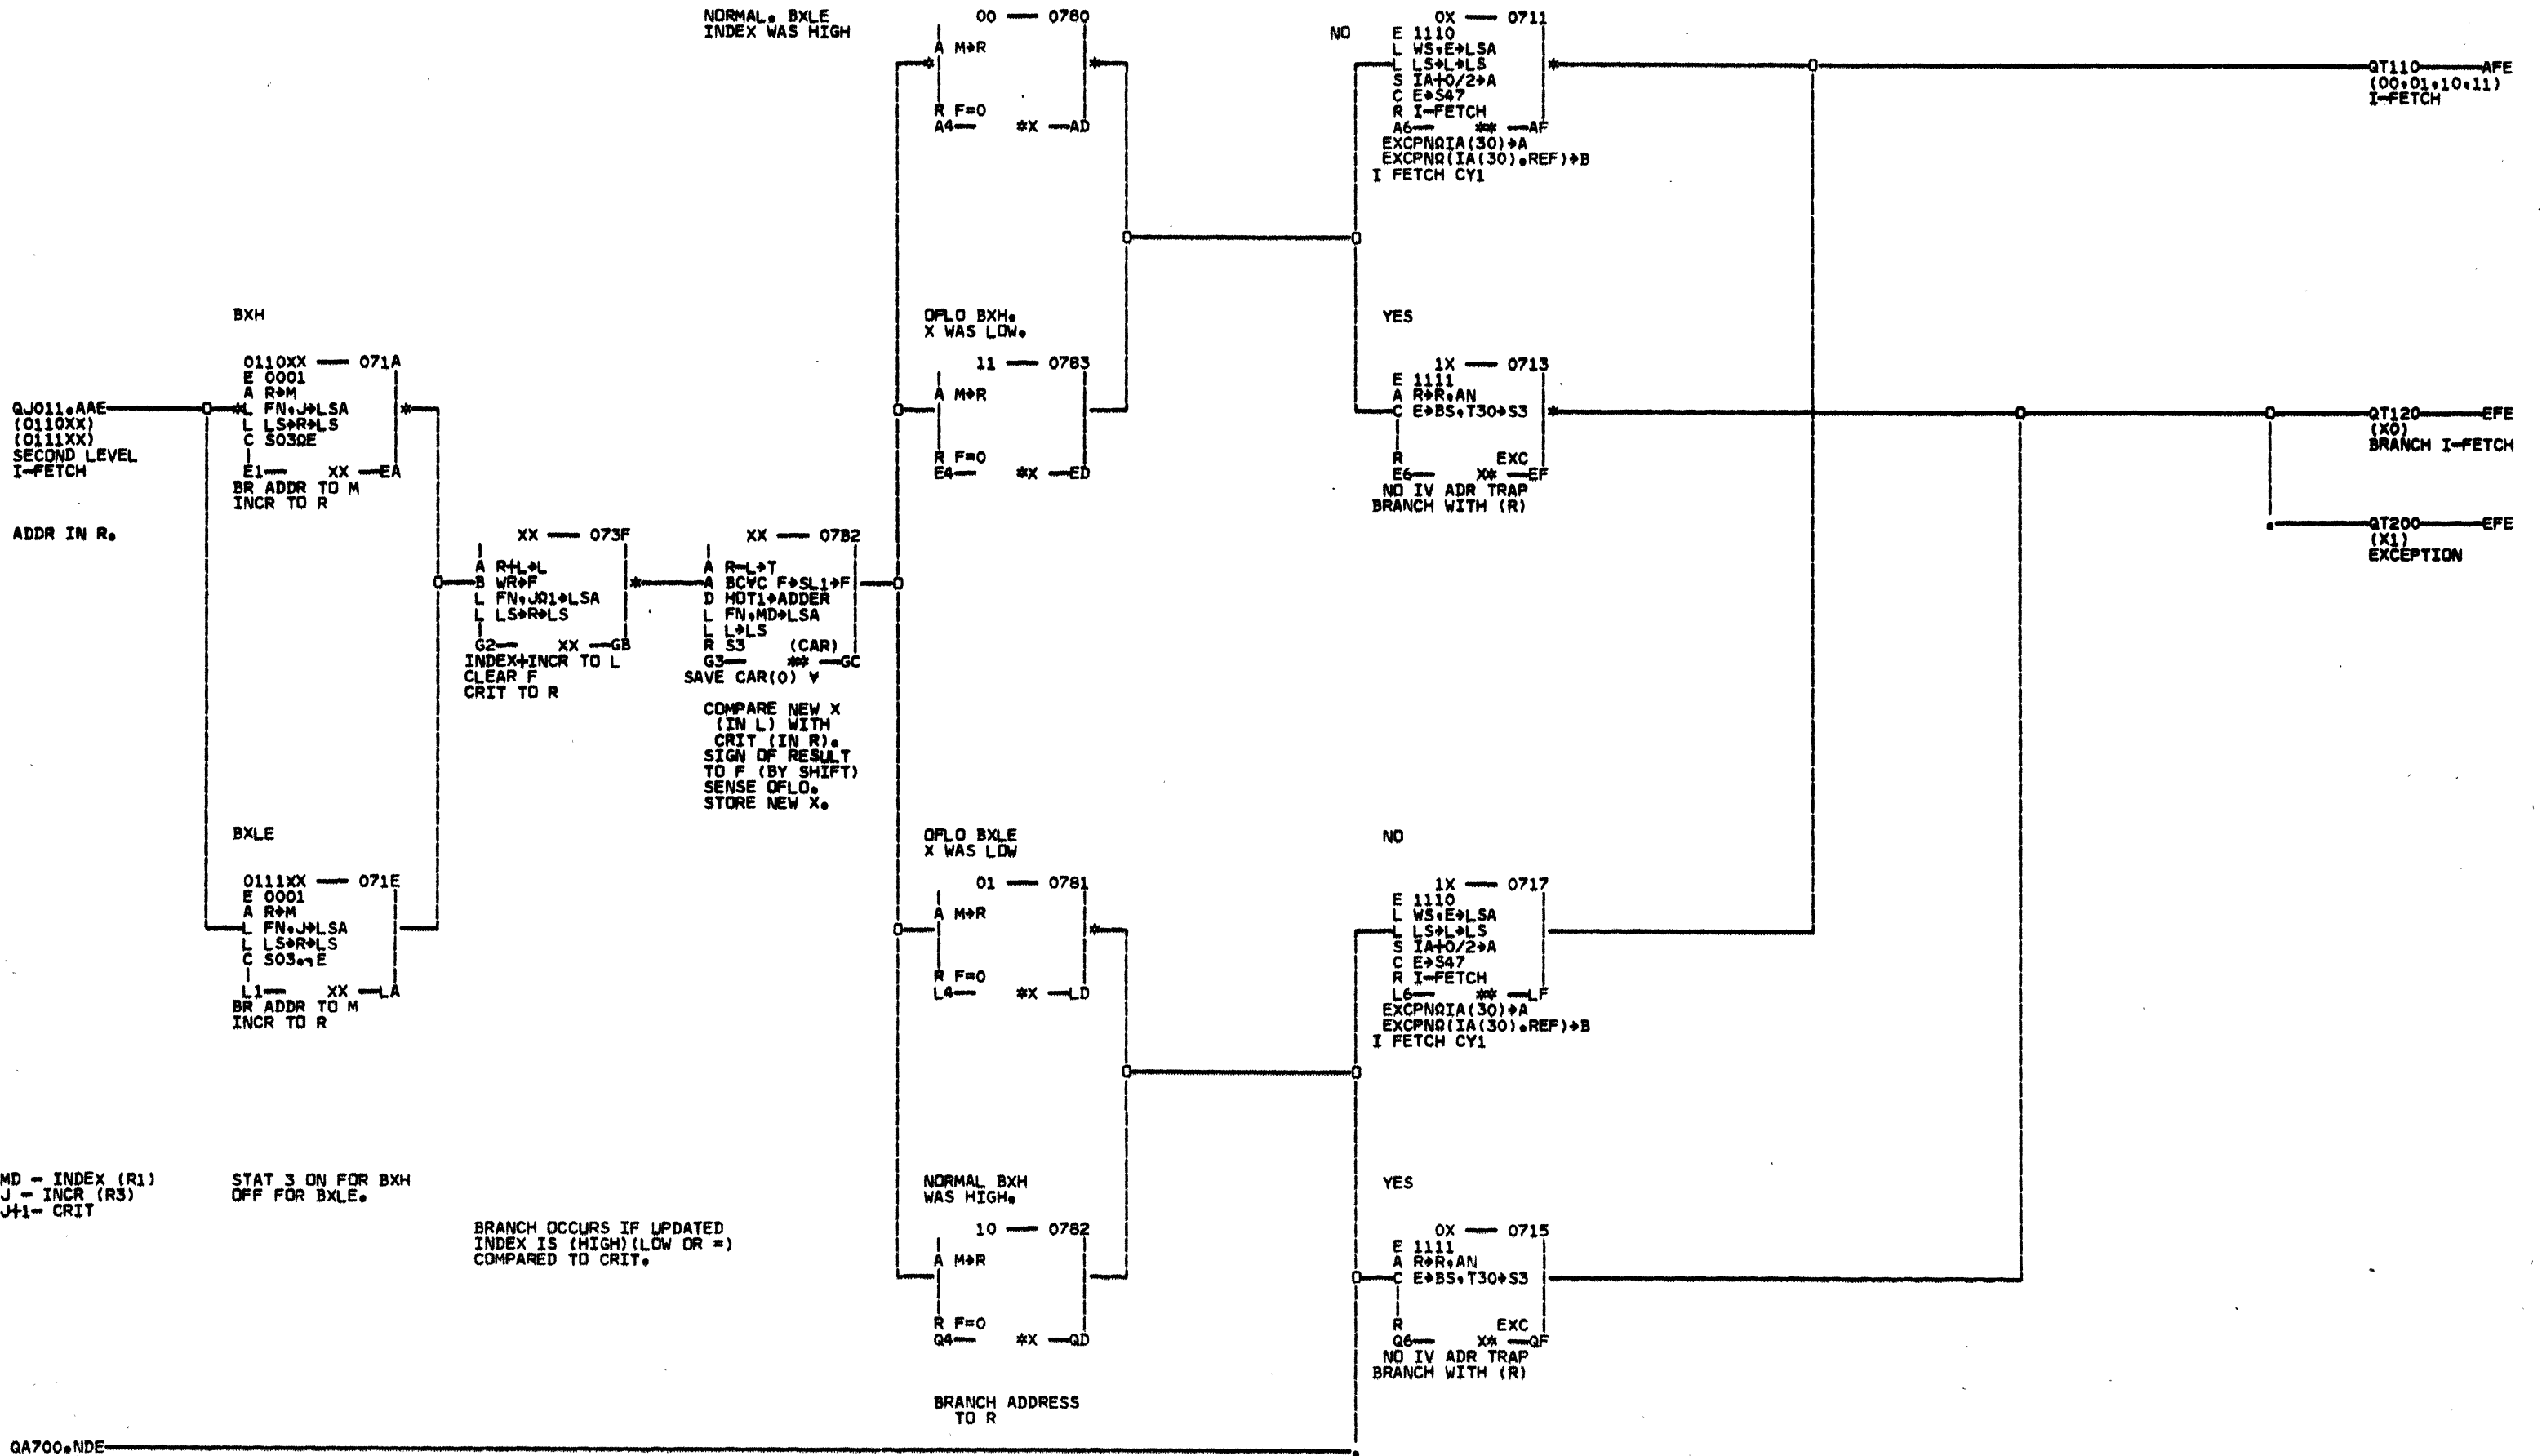 NORMAL. BXLE
INDEX WAS HIGH
00 — 0780
A M→R
R F=0
A4— *X —AD
NO
0X — 0711
E 1110
L WS,E→LSA
L LS→L→LS
S IA+0/2→A
C E→S47
R I-FETCH
A6— ** —AF
EXCPNΩIA(30)→A
EXCPNΩ(IA(30).REF)→B
I FETCH CY1
QT110—AFE
(00,01,10,11)
I-FETCH
BXH
0110XX — 071A
E 0001
A R→M
L FN,J→LSA
L LS→R→LS
C S03ΩE
E1— XX —EA
BR ADDR TO M
INCR TO R
QJ011.AAE
(0110XX)
(0111XX)
SECOND LEVEL
I-FETCH
ADDR IN R.
XX — 073F
A R+L→L
B WR→F
L FN,JΩ1→LSA
L LS→R→LS
G2— XX —GB
INDEX+INCR TO L
CLEAR F
CRIT TO R
XX — 07B2
A R-L→T
A BC∀C F→SL1→F
D HOT1→ADDER
L FN,MD→LSA
L L→LS
R S3 (CAR)
G3— ** —GC
SAVE CAR(0) ∀
COMPARE NEW X
(IN L) WITH
CRIT (IN R).
SIGN OF RESULT
TO F (BY SHIFT)
SENSE OFLO.
STORE NEW X.
OFLO BXH.
X WAS LOW.
11 — 0783
A M→R
R F=0
E4— *X —ED
YES
1X — 0713
E 1111
A R→R,AN
C E→BS,T30→S3
R EXC
E6— X* —EF
NO IV ADR TRAP
BRANCH WITH (R)
QT120—EFE
(X0)
BRANCH I-FETCH
QT200—EFE
(X1)
EXCEPTION
BXLE
0111XX — 071E
E 0001
A R→M
L FN,J→LSA
L LS→R→LS
C S03.¬E
L1— XX —LA
BR ADDR TO M
INCR TO R
OFLO BXLE
X WAS LOW
01 — 0781
A M→R
R F=0
L4— *X —LD
NO
1X — 0717
E 1110
L WS,E→LSA
L LS→L→LS
S IA+0/2→A
C E→S47
R I-FETCH
L6— ** —LF
EXCPNΩIA(30)→A
EXCPNΩ(IA(30).REF)→B
I FETCH CY1
MD - INDEX (R1)
J - INCR (R3)
J+1- CRIT
STAT 3 ON FOR BXH
OFF FOR BXLE.
BRANCH OCCURS IF UPDATED
INDEX IS (HIGH)(LOW OR =)
COMPARED TO CRIT.
NORMAL BXH
WAS HIGH.
10 — 0782
A M→R
R F=0
Q4— *X —QD
BRANCH ADDRESS
TO R
YES
0X — 0715
E 1111
A R→R,AN
C E→BS,T30→S3
R EXC
Q6— X* —QF
NO IV ADR TRAP
BRANCH WITH (R)
QA700.NDE